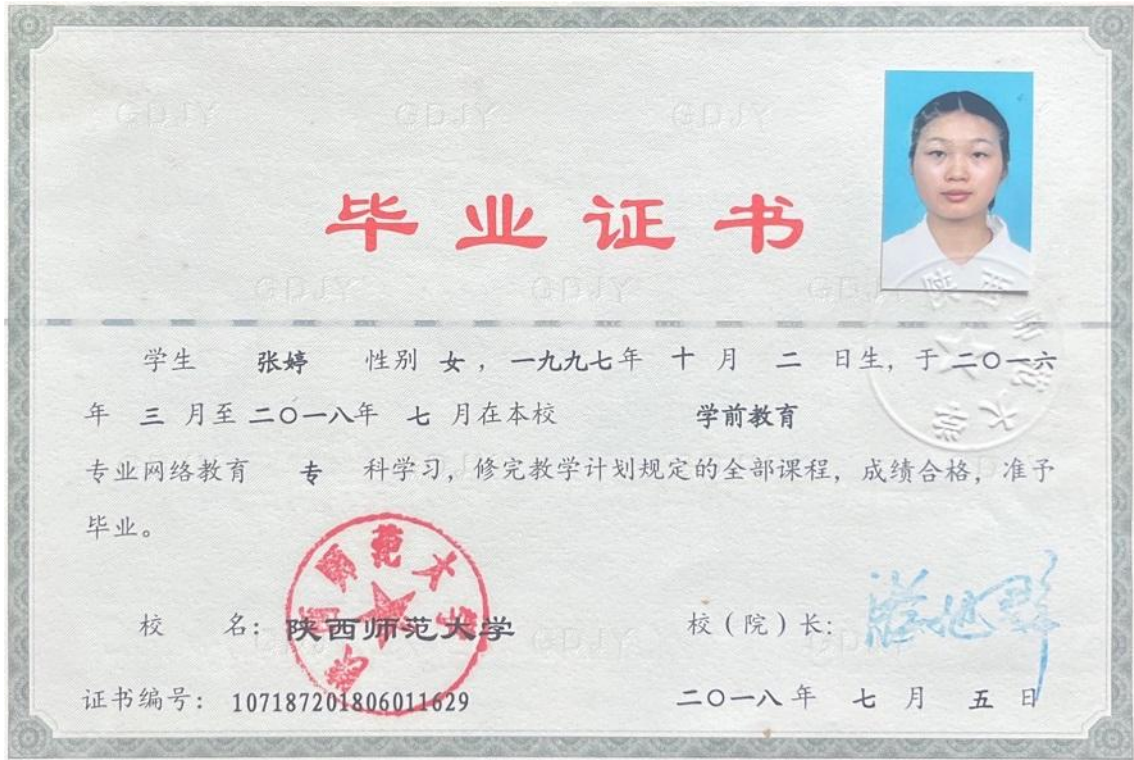 毕业证书
学生 张婷 性别 女，一九九七年 十 月 二 日生，于 二〇一六
年 三 月至 二〇一八年 七 月在本校 学前教育
专业网络教育 专 科学习，修完教学计划规定的全部课程，成绩合格，准予
毕业。
校 名：陕西师范大学 校（院）长：
证书编号：107187201806011629 二〇一八年 七 月 五 日